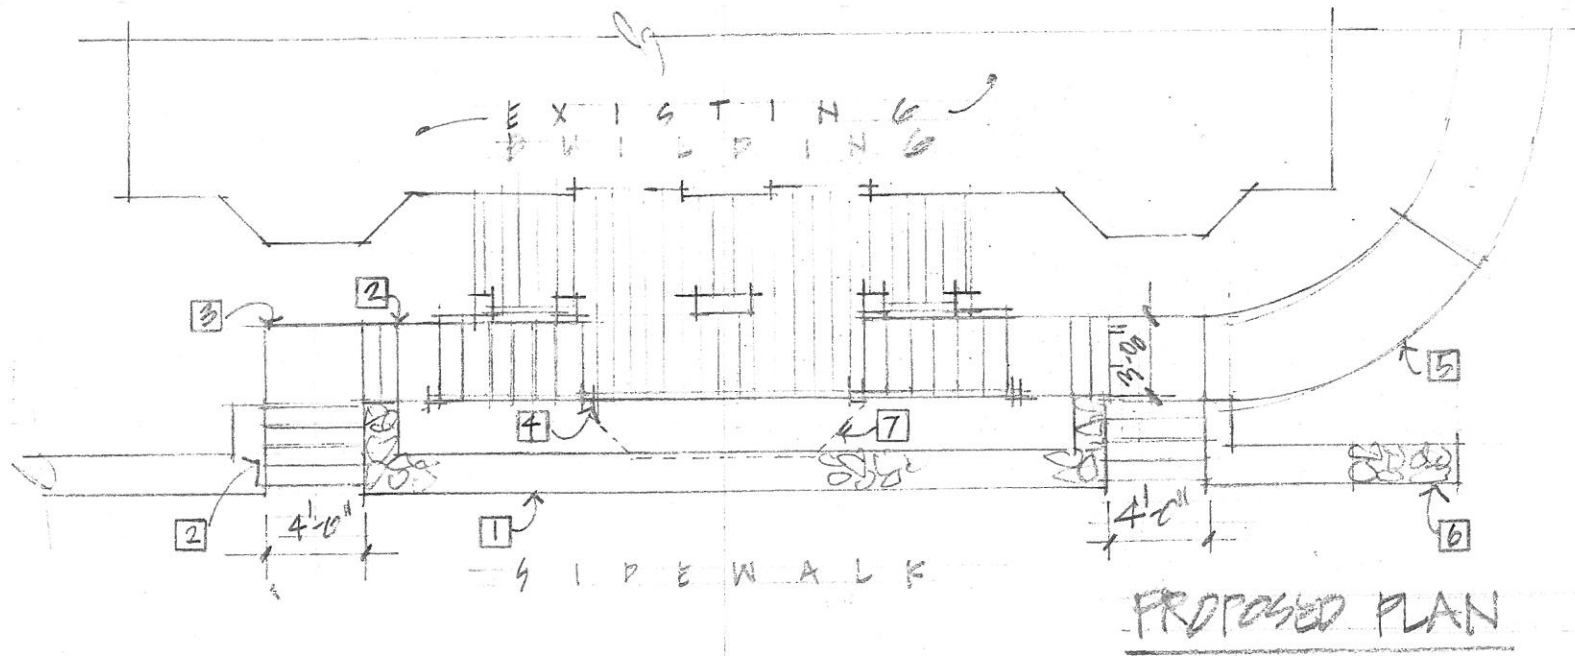 EXISTING
BUILDING
3
2
3'-0"
5
4
7
2
4'-0"
1
4'-0"
6
SIDEWALK
PROPOSED PLAN